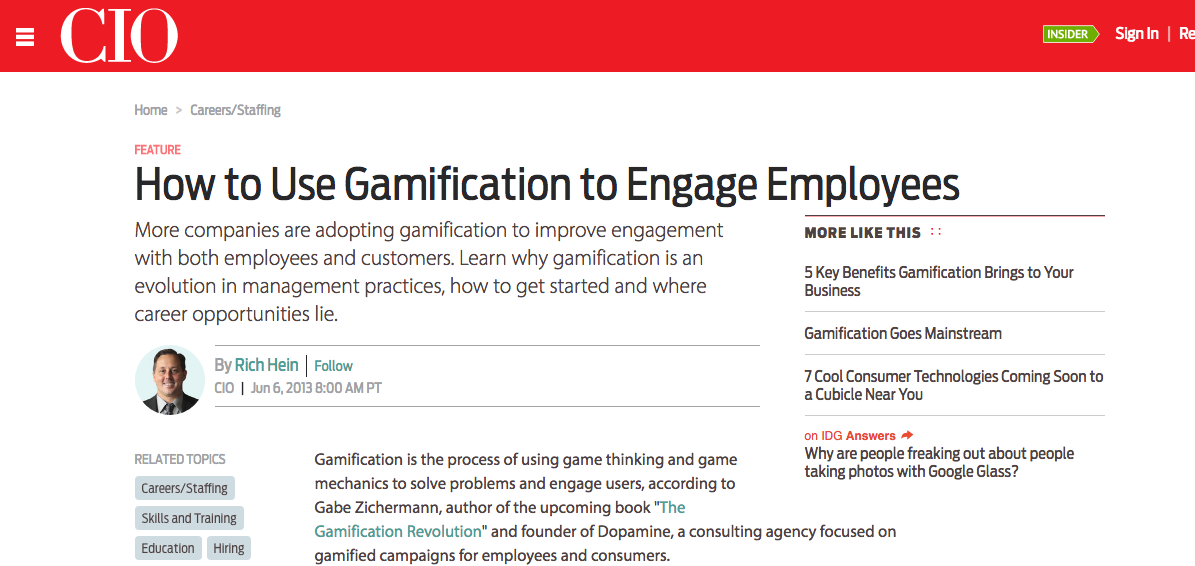 CIO
INSIDER
Sign In | Re
Home > Careers/Staffing
FEATURE
How to Use Gamification to Engage Employees
More companies are adopting gamification to improve engagement
with both employees and customers. Learn why gamification is an
evolution in management practices, how to get started and where
career opportunities lie.
By Rich Hein | Follow
CIO | Jun 6, 2013 8:00 AM PT
MORE LIKE THIS
5 Key Benefits Gamification Brings to Your
Business
Gamification Goes Mainstream
7 Cool Consumer Technologies Coming Soon to
a Cubicle Near You
on IDG Answers
Why are people freaking out about people
taking photos with Google Glass?
RELATED TOPICS
Careers/Staffing
Skills and Training
Education Hiring
Gamification is the process of using game thinking and game
mechanics to solve problems and engage users, according to
Gabe Zichermann, author of the upcoming book "The
Gamification Revolution" and founder of Dopamine, a consulting agency focused on
gamified campaigns for employees and consumers.